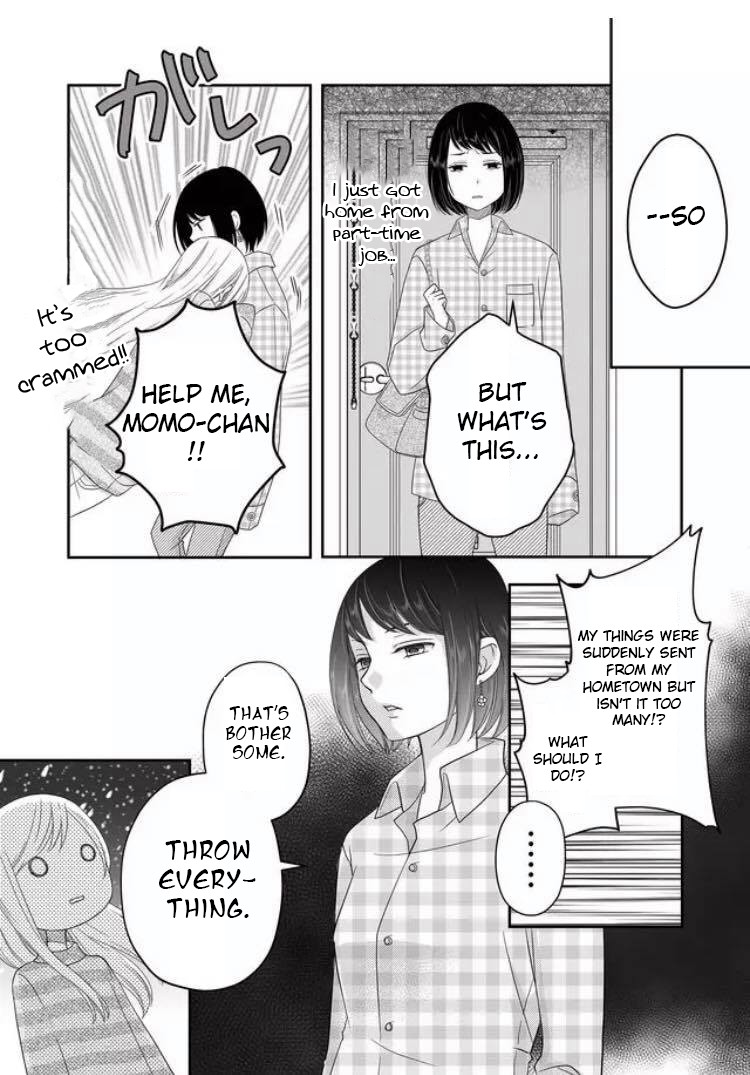 --SO
I just got
home from
part-time
job...
BUT
WHAT'S
THIS...
がしっ
It's
too
crammed!!
HELP ME,
MOMO-CHAN
!!
MY THINGS WERE
SUDDENLY SENT
FROM MY
HOMETOWN BUT
ISN'T IT TOO
MANY!?
WHAT
SHOULD I
DO!?
......
THAT'S
BOTHER
SOME.
THROW
EVERY-
THING.